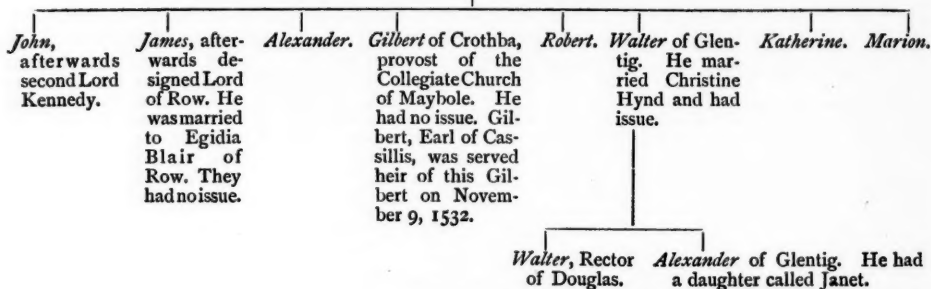 John,
afterwards
second Lord
Kennedy.
James, after-
wards de-
signed Lord
of Row. He
was married
to Egidia
Blair of
Row. They
had no issue.
Alexander.
Gilbert of Crothba,
provost of the
Collegiate Church
of Maybole. He
had no issue. Gil-
bert, Earl of Cas-
sillis, was served
heir of this Gil-
bert on Novem-
ber 9, 1532.
Robert.
Walter of Glen-
tig. He mar-
ried Christine
Hynd and had
issue.
Katherine.
Marion.
Walter, Rector
of Douglas.
Alexander of Glentig. He had
a daughter called Janet.